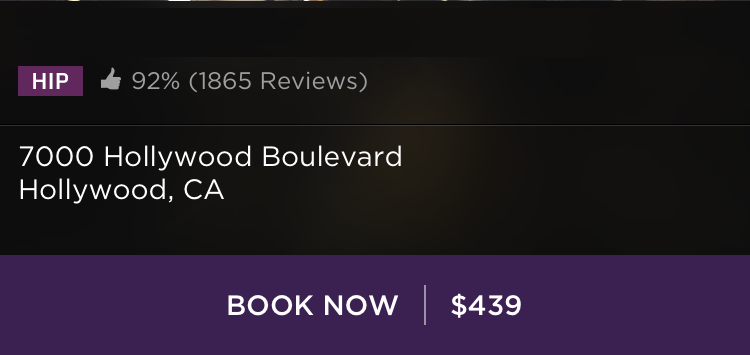 HIP 92% (1865 Reviews)
7000 Hollywood Boulevard
Hollywood, CA
BOOK NOW $439